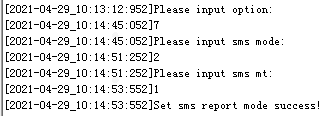 [2021-04-29_10:13:12:952]Please input option:
[2021-04-29_10:14:45:052]7
[2021-04-29_10:14:45:052]Please input sms mode:
[2021-04-29_10:14:51:252]2
[2021-04-29_10:14:51:252]Please input sms mt:
[2021-04-29_10:14:53:552]1
[2021-04-29_10:14:53:552]Set sms report mode success!